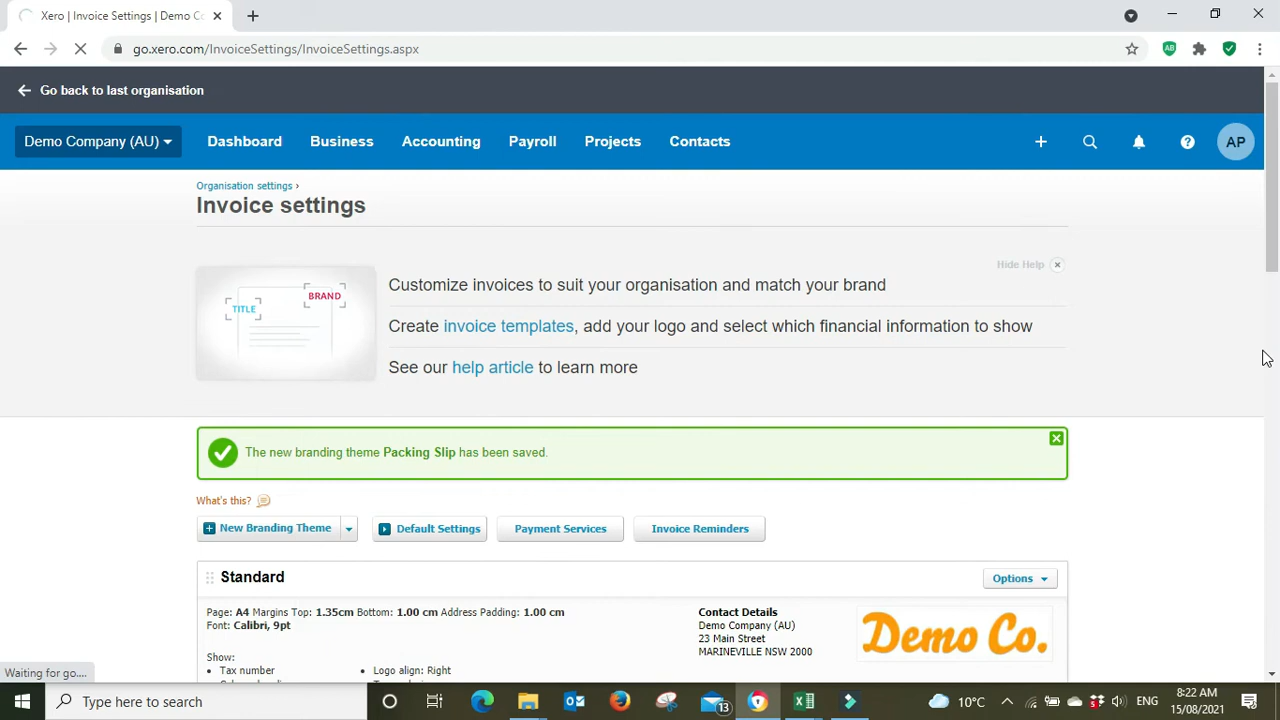 Xero | Invoice Settings | Demo Co
go.xero.com/InvoiceSettings/InvoiceSettings.aspx
AB
Go back to last organisation
Demo Company (AU)
Dashboard
Business
Accounting
Payroll
Projects
Contacts
AP
Organisation settings ›
Invoice settings
Hide Help
TITLE
BRAND
Customize invoices to suit your organisation and match your brand
Create invoice templates, add your logo and select which financial information to show
See our help article to learn more
The new branding theme Packing Slip has been saved.
What's this?
New Branding Theme
Default Settings
Payment Services
Invoice Reminders
Standard
Options
Page: A4 Margins Top: 1.35cm Bottom: 1.00 cm Address Padding: 1.00 cm
Font: Calibri, 9pt
Show:
• Tax number
• Logo align: Right
Contact Details
Demo Company (AU)
23 Main Street
MARINEVILLE NSW 2000
Demo Co.
Waiting for go....
Type here to search
13
10°C
ENG
8:22 AM
15/08/2021